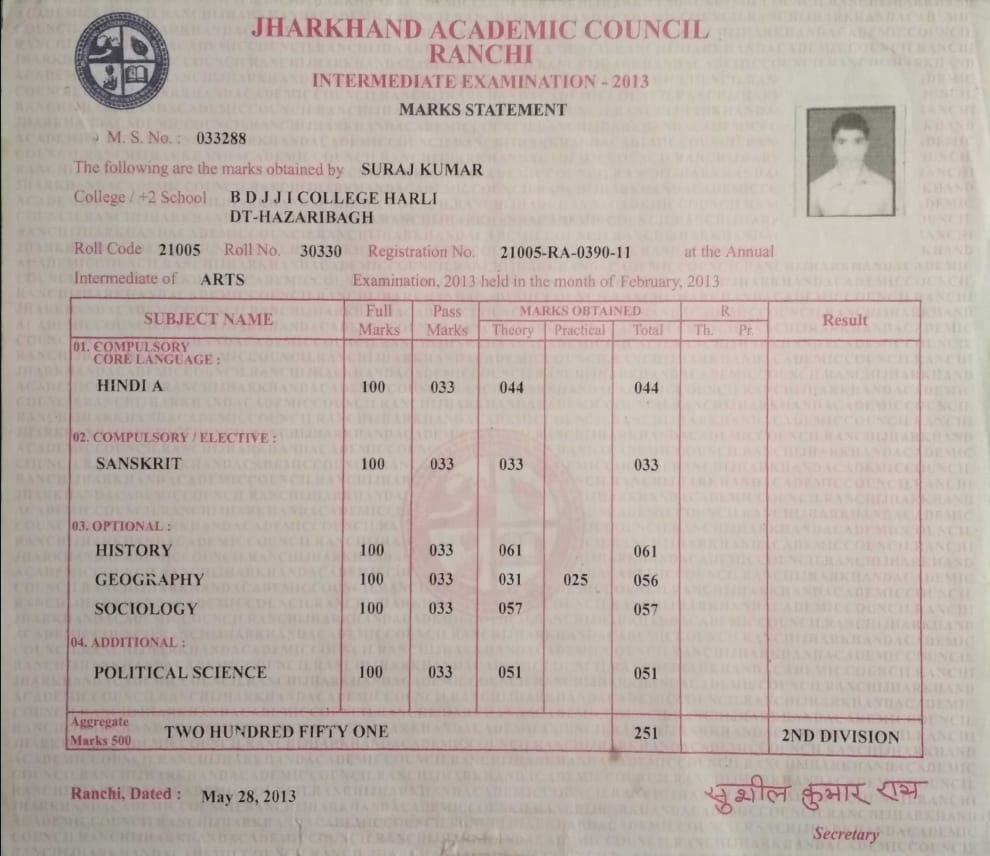 JHARKHAND ACADEMIC COUNCIL
RANCHI
INTERMEDIATE EXAMINATION - 2013
MARKS STATEMENT
M. S. No. : 033288
The following are the marks obtained by SURAJ KUMAR
College / +2 School B D J J I COLLEGE HARLI
DT-HAZARIBAGH
Roll Code 21005 Roll No. 30330 Registration No. 21005-RA-0390-11 at the Annual
Intermediate of ARTS Examination, 2013 held in the month of February, 2013
SUBJECT NAME Full Marks Pass Marks MARKS OBTAINED R Result
Theory Practical Total Th. Pr.
01. COMPULSORY
CORE LANGUAGE :
HINDI A 100 033 044 044
02. COMPULSORY / ELECTIVE :
SANSKRIT 100 033 033 033
03. OPTIONAL :
HISTORY 100 033 061 061
GEOGRAPHY 100 033 031 025 056
SOCIOLOGY 100 033 057 057
04. ADDITIONAL :
POLITICAL SCIENCE 100 033 051 051
Aggregate Marks 500 TWO HUNDRED FIFTY ONE 251 2ND DIVISION
Ranchi, Dated : May 28, 2013
सुशील कुमार राय
Secretary